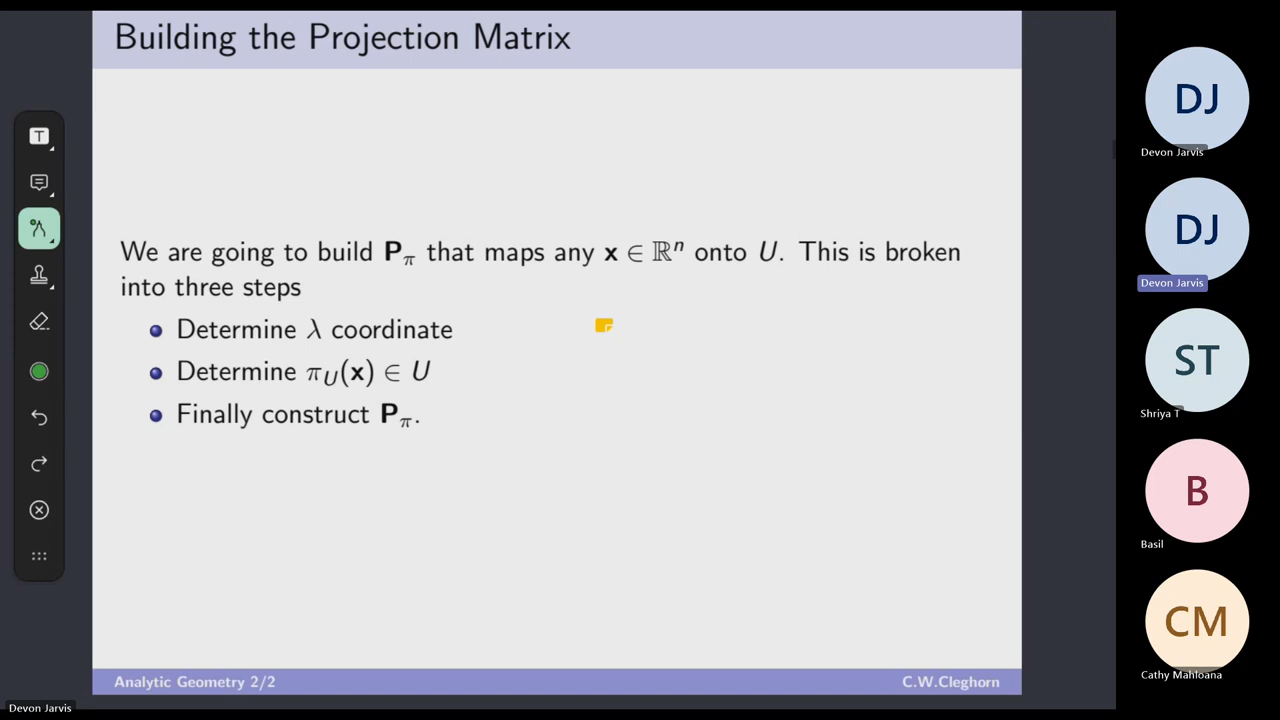 Building the Projection Matrix
We are going to build P_π that maps any x ∈ ℝⁿ onto U. This is broken
into three steps
Determine λ coordinate
Determine π_U(x) ∈ U
Finally construct P_π.
Analytic Geometry 2/2
C.W.Cleghorn
T
DJ
Devon Jarvis
DJ
Devon Jarvis
ST
Shriya T
B
Basil
CM
Cathy Mahloana
Devon Jarvis